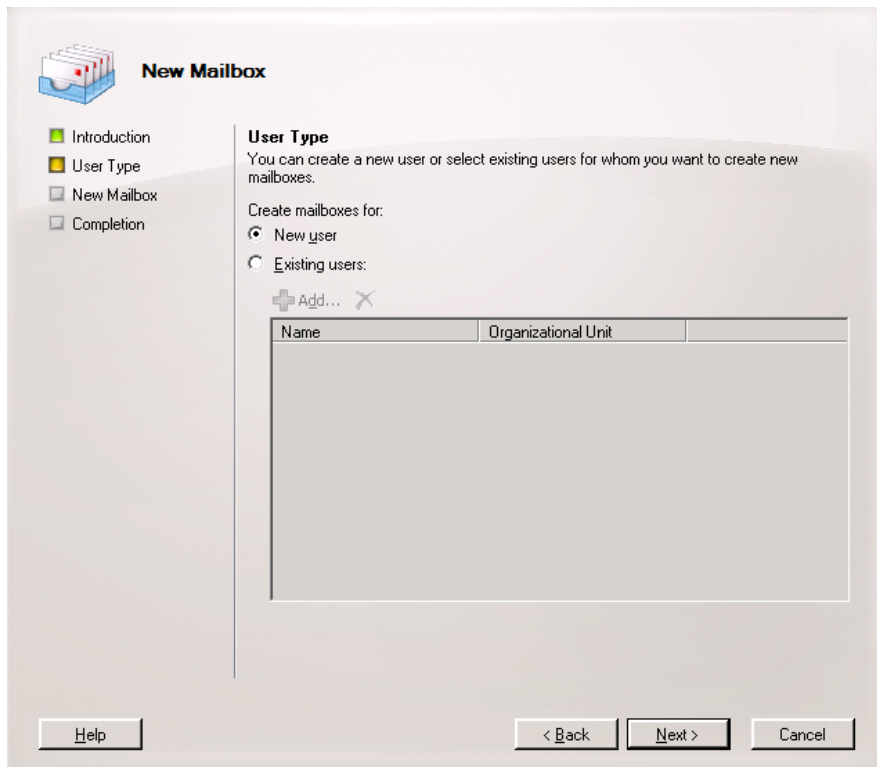 New Mailbox
Introduction
User Type
New Mailbox
Completion
User Type
You can create a new user or select existing users for whom you want to create new
mailboxes.
Create mailboxes for:
New user
Existing users:
Add...
Name Organizational Unit
Help < Back Next > Cancel